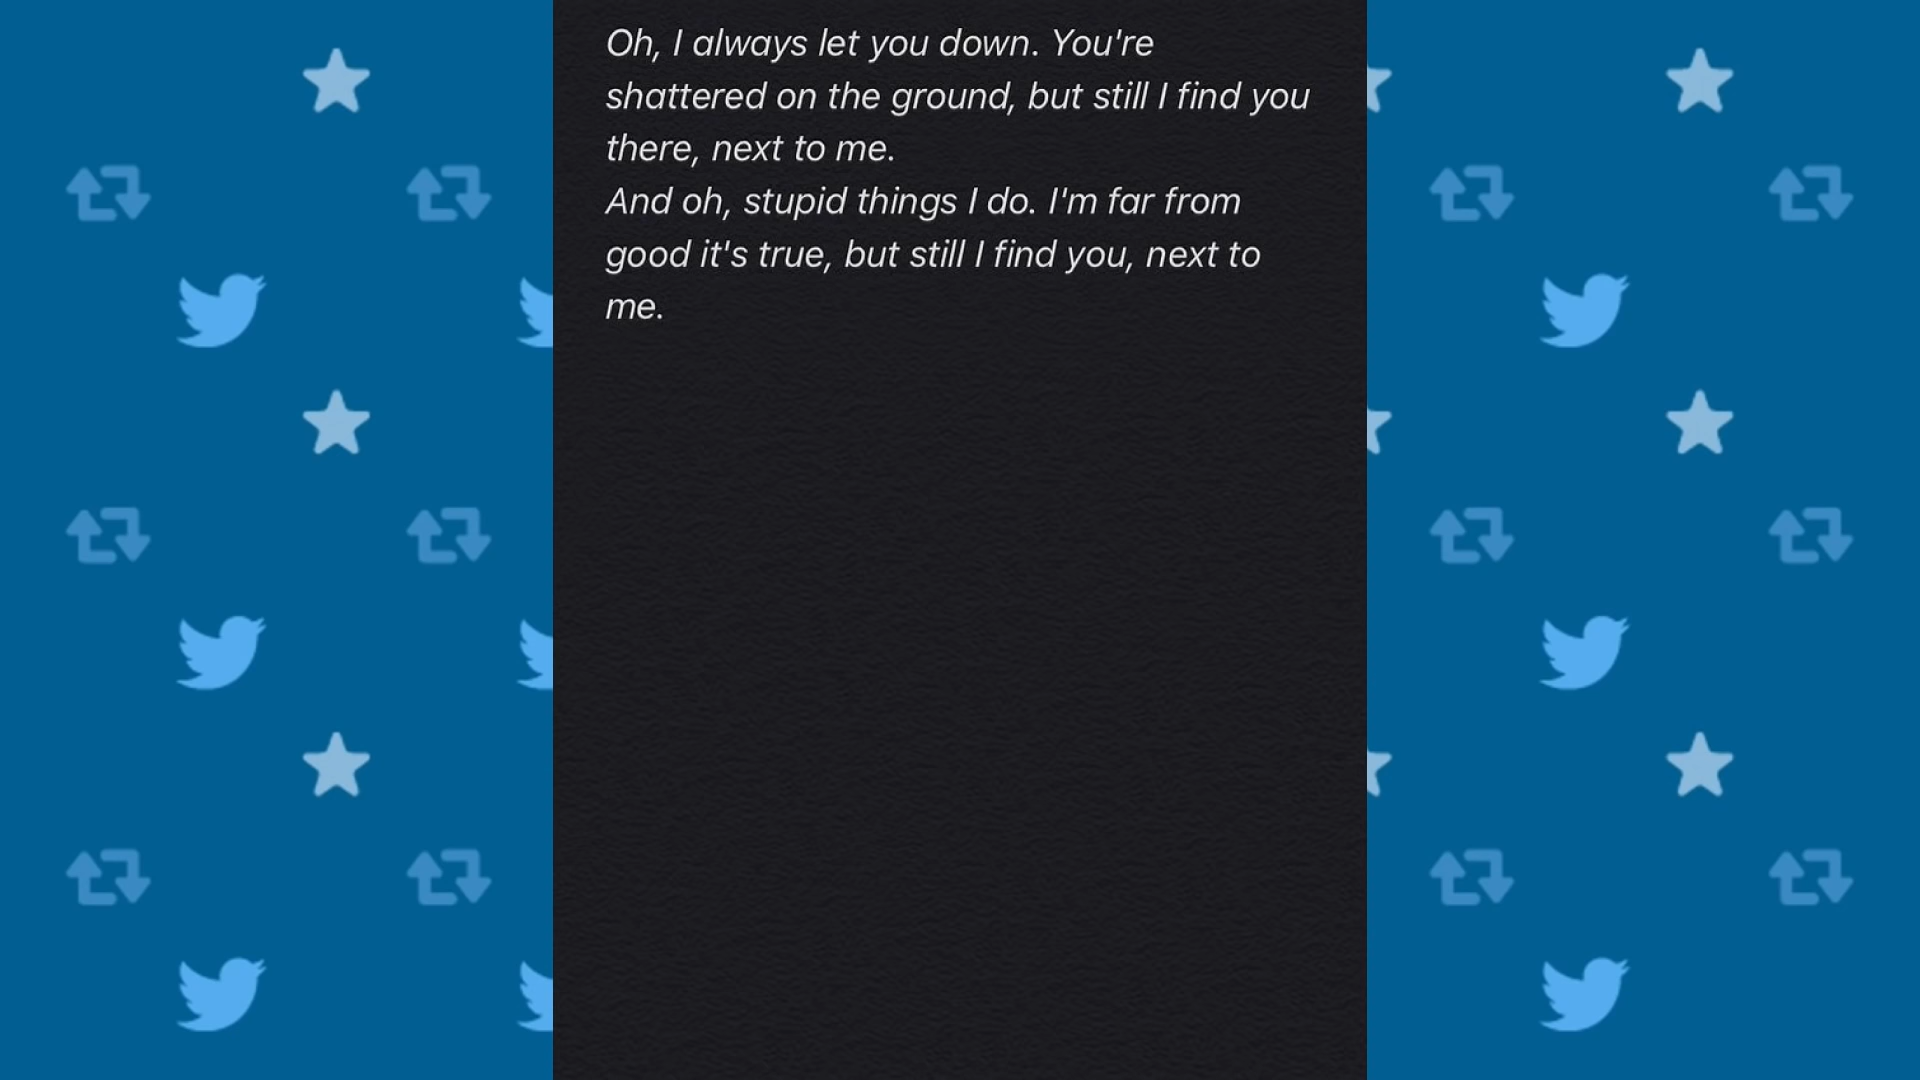 Oh, I always let you down. You're
shattered on the ground, but still I find you
there, next to me.
And oh, stupid things I do. I'm far from
good it's true, but still I find you, next to
me.